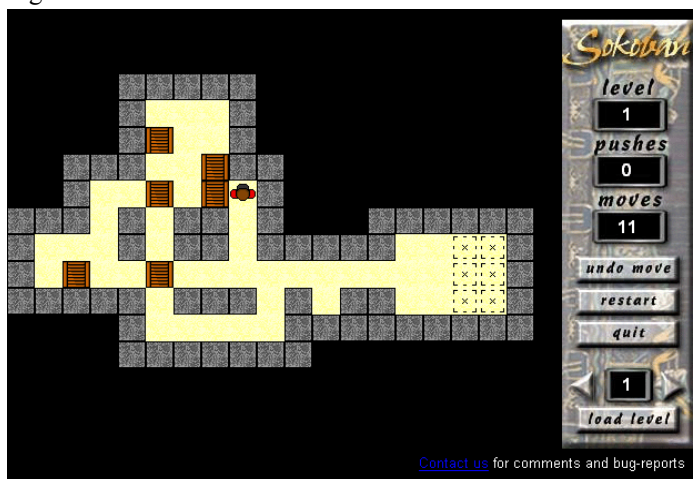 Sokoban
level
1
pushes
0
moves
11
undo move
restart
quit
1
load level
Contact us for comments and bug-reports